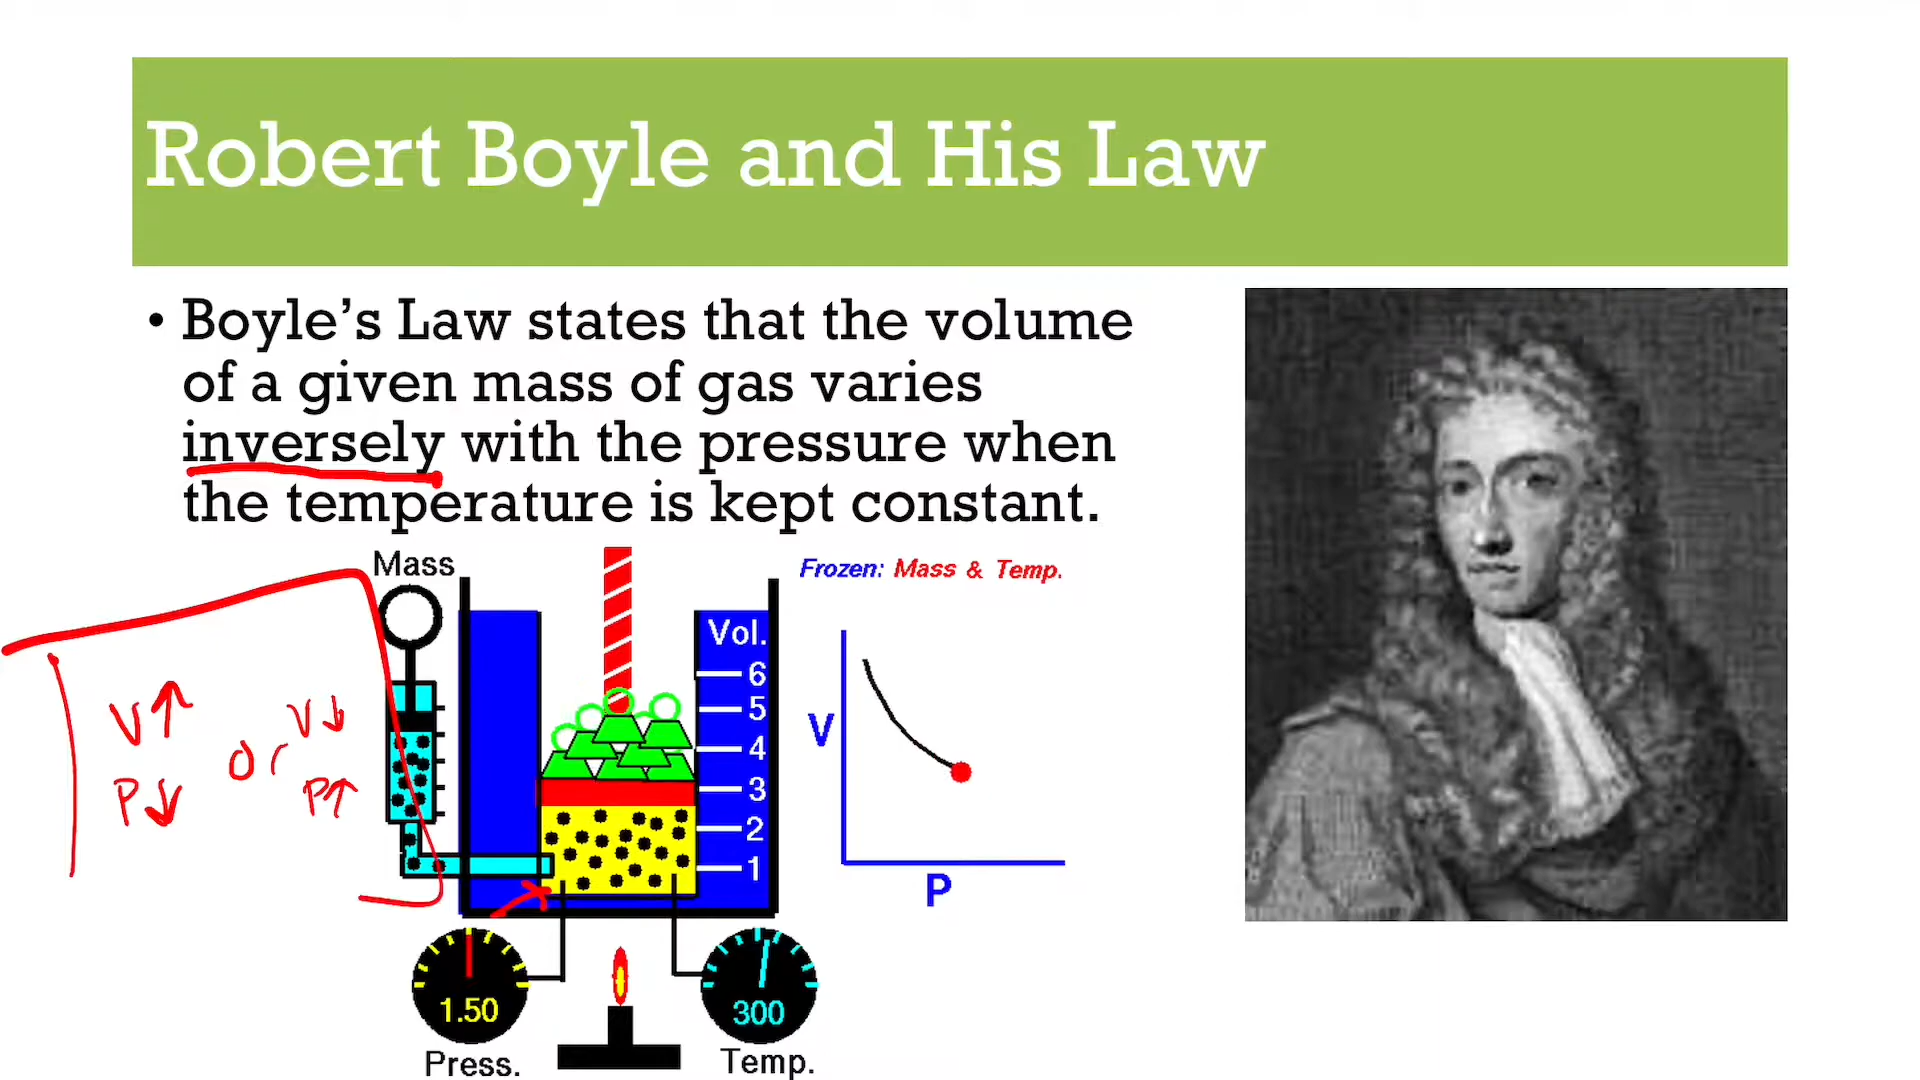 Robert Boyle and His Law
• Boyle’s Law states that the volume
of a given mass of gas varies
inversely with the pressure when
the temperature is kept constant.
Mass
Frozen: Mass & Temp.
Vol.
6
5
4
3
2
1
V↑
P↓
or
V↓
P↑
V
P
1.50
Press.
300
Temp.